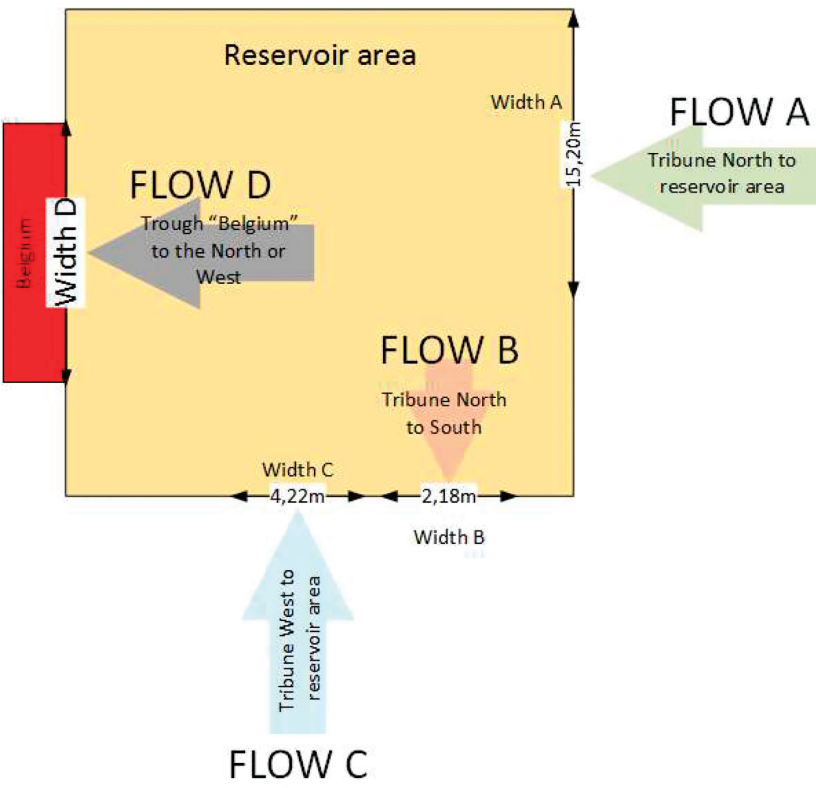 Reservoir area
Width A
15,20m
FLOW A
Tribune North to
reservoir area
FLOW D
Trough “Belgium”
to the North or
West
Width D
Belgium
FLOW B
Tribune North
to South
Width C
4,22m
2,18m
Width B
Tribune West to
reservoir area
FLOW C